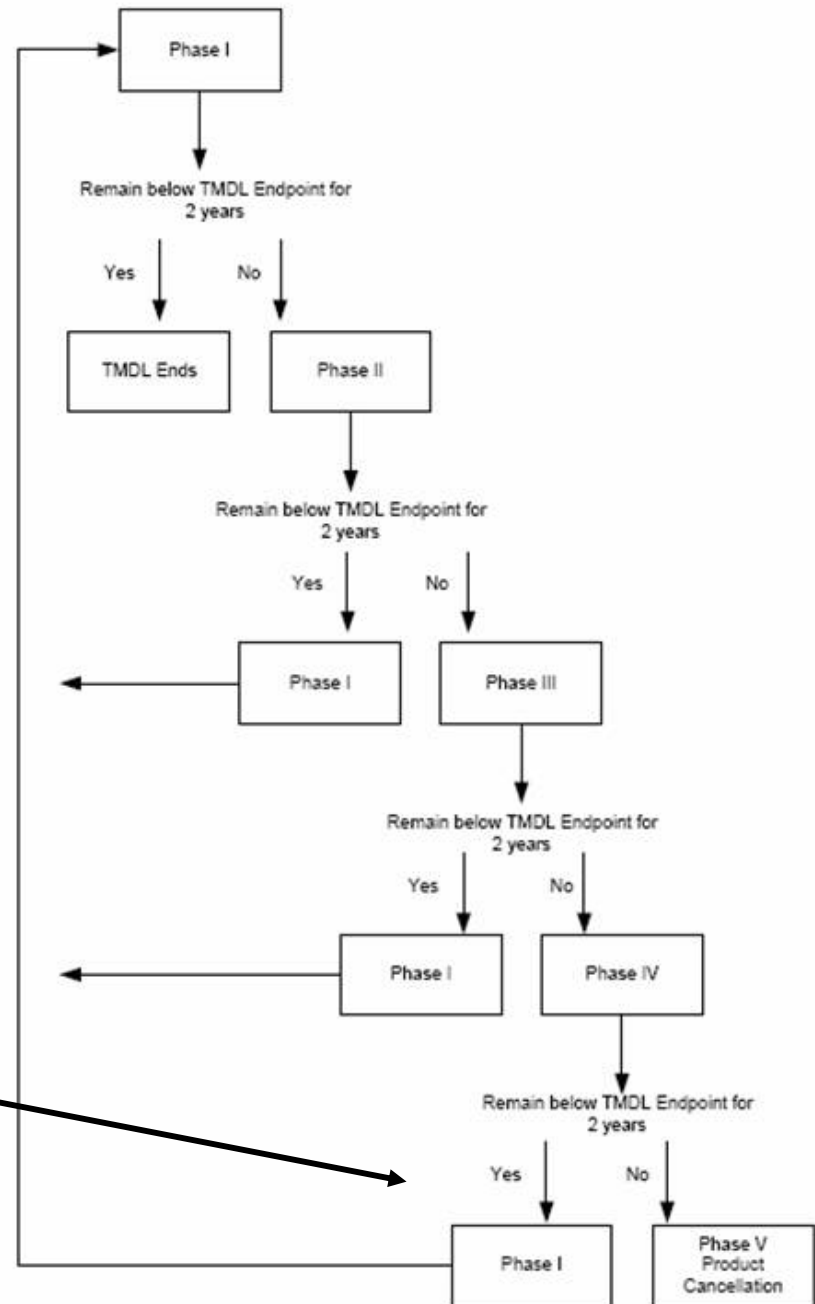 Phase I
Remain below TMDL Endpoint for
2 years
Yes
No
TMDL Ends
Phase II
Remain below TMDL Endpoint for
2 years
Yes
No
Phase I
Phase III
Remain below TMDL Endpoint for
2 years
Yes
No
Phase I
Phase IV
Remain below TMDL Endpoint for
2 years
Yes
No
Phase I
Phase V
Product
Cancellation